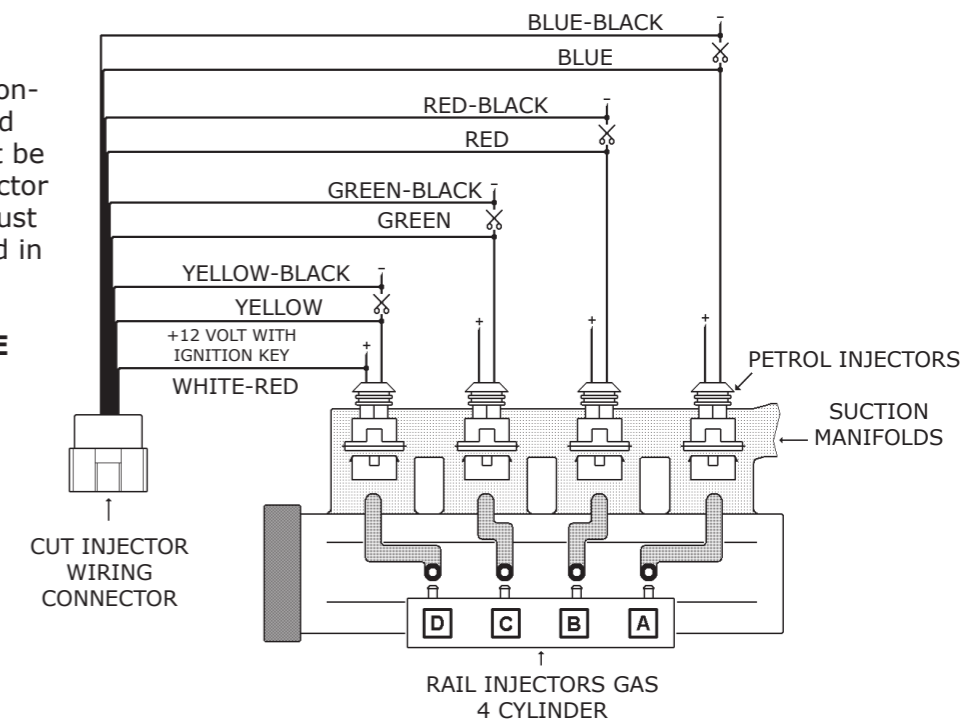 on-
d
t be
ctor
ust
d in
E
BLUE-BLACK
BLUE
RED-BLACK
RED
GREEN-BLACK
GREEN
YELLOW-BLACK
YELLOW
+12 VOLT WITH
IGNITION KEY
WHITE-RED
–
–
–
–
+
+
+
+
PETROL INJECTORS
SUCTION
MANIFOLDS
CUT INJECTOR
WIRING
CONNECTOR
D C B A
RAIL INJECTORS GAS
4 CYLINDER